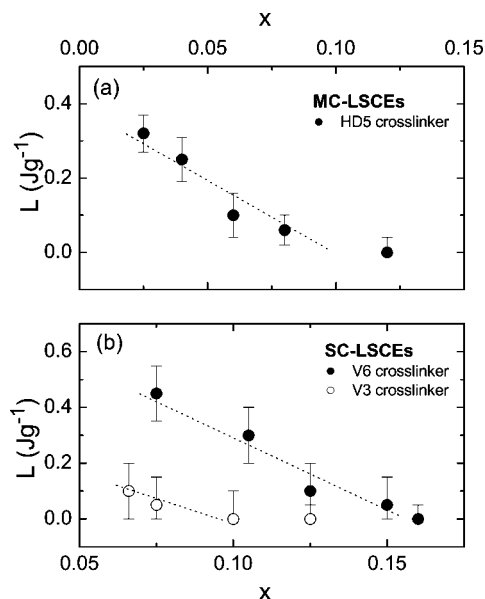 x
0.00 0.05 0.10 0.15
(a)
MC-LSCEs
HD5 crosslinker
0.4
0.2
0.0
L (Jg⁻¹)
(b)
SC-LSCEs
V6 crosslinker
V3 crosslinker
0.6
0.4
0.2
0.0
L (Jg⁻¹)
0.05 0.10 0.15
x